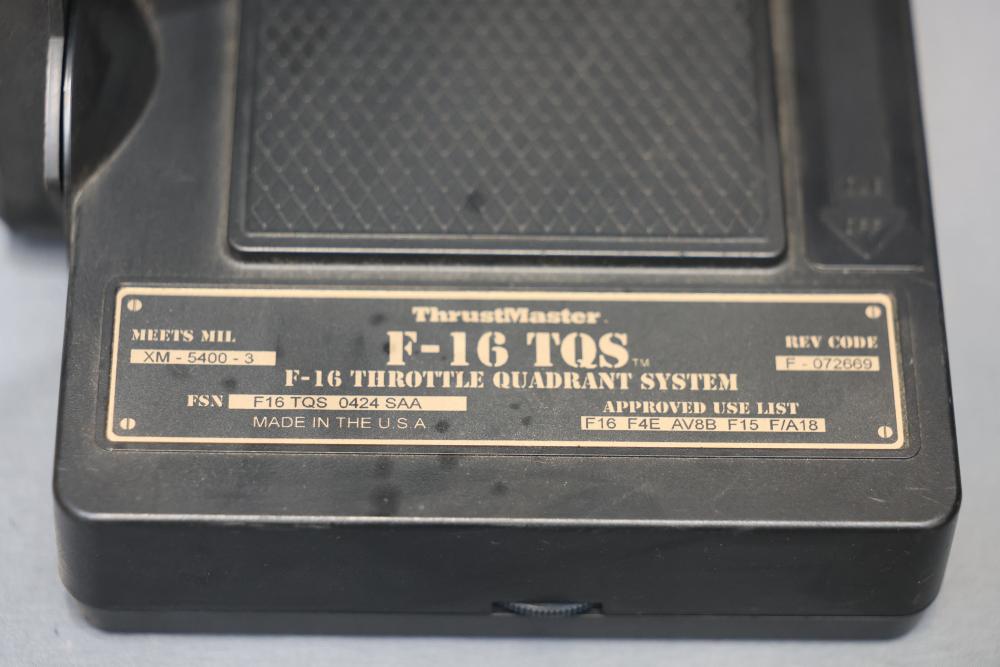 ThrustMaster
MEETS MIL
XM - 5400 - 3
F-16 TQS™
REV CODE
F - 072669
F-16 THROTTLE QUADRANT SYSTEM
FSN F16 TQS 0424 SAA
APPROVED USE LIST
MADE IN THE U.S.A
F16 F4E AV8B F15 F/A18